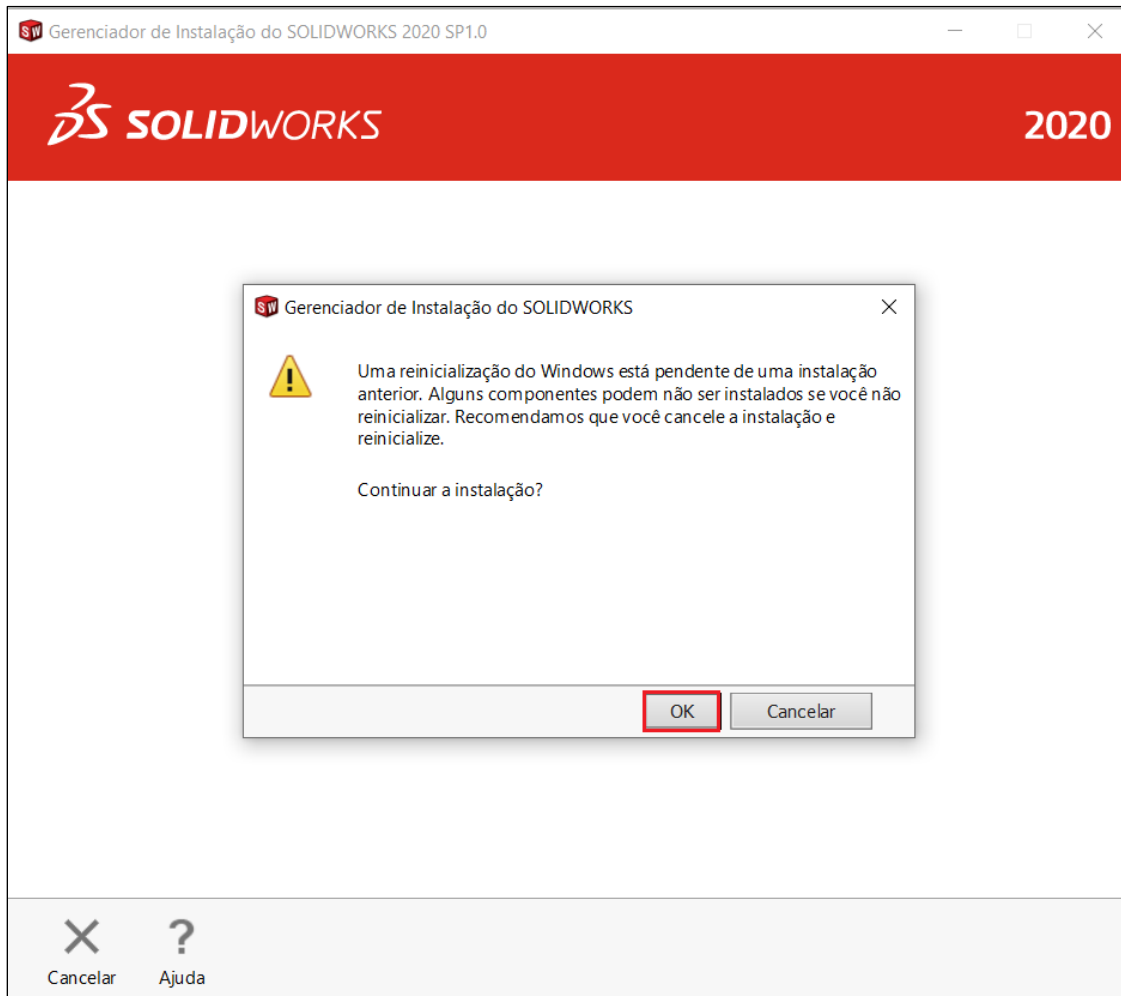 SW Gerenciador de Instalação do SOLIDWORKS 2020 SP1.0
SOLIDWORKS
2020
SW Gerenciador de Instalação do SOLIDWORKS
Uma reinicialização do Windows está pendente de uma instalação
anterior. Alguns componentes podem não ser instalados se você não
reinicializar. Recomendamos que você cancele a instalação e
reinicialize.
Continuar a instalação?
OK
Cancelar
?
Cancelar
Ajuda